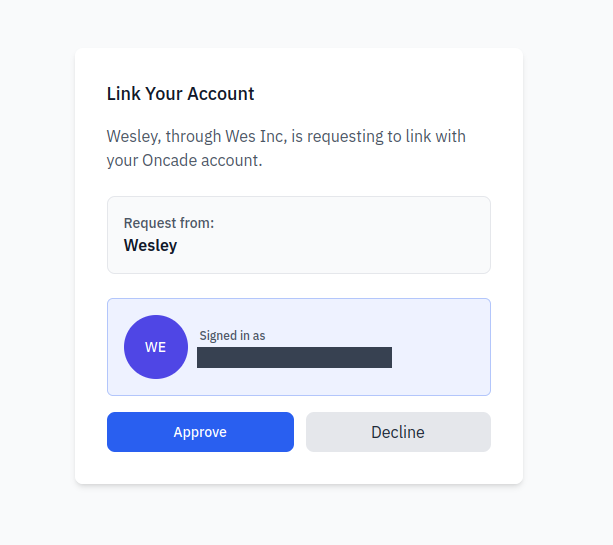 Link Your Account
Wesley, through Wes Inc, is requesting to link with
your Oncade account.
Request from:
Wesley
WE
Signed in as
Approve
Decline